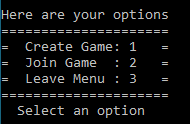 Here are your options
=====================
=  Create Game: 1   =
=  Join Game  : 2   =
=  Leave Menu : 3   =
=====================
  Select an option